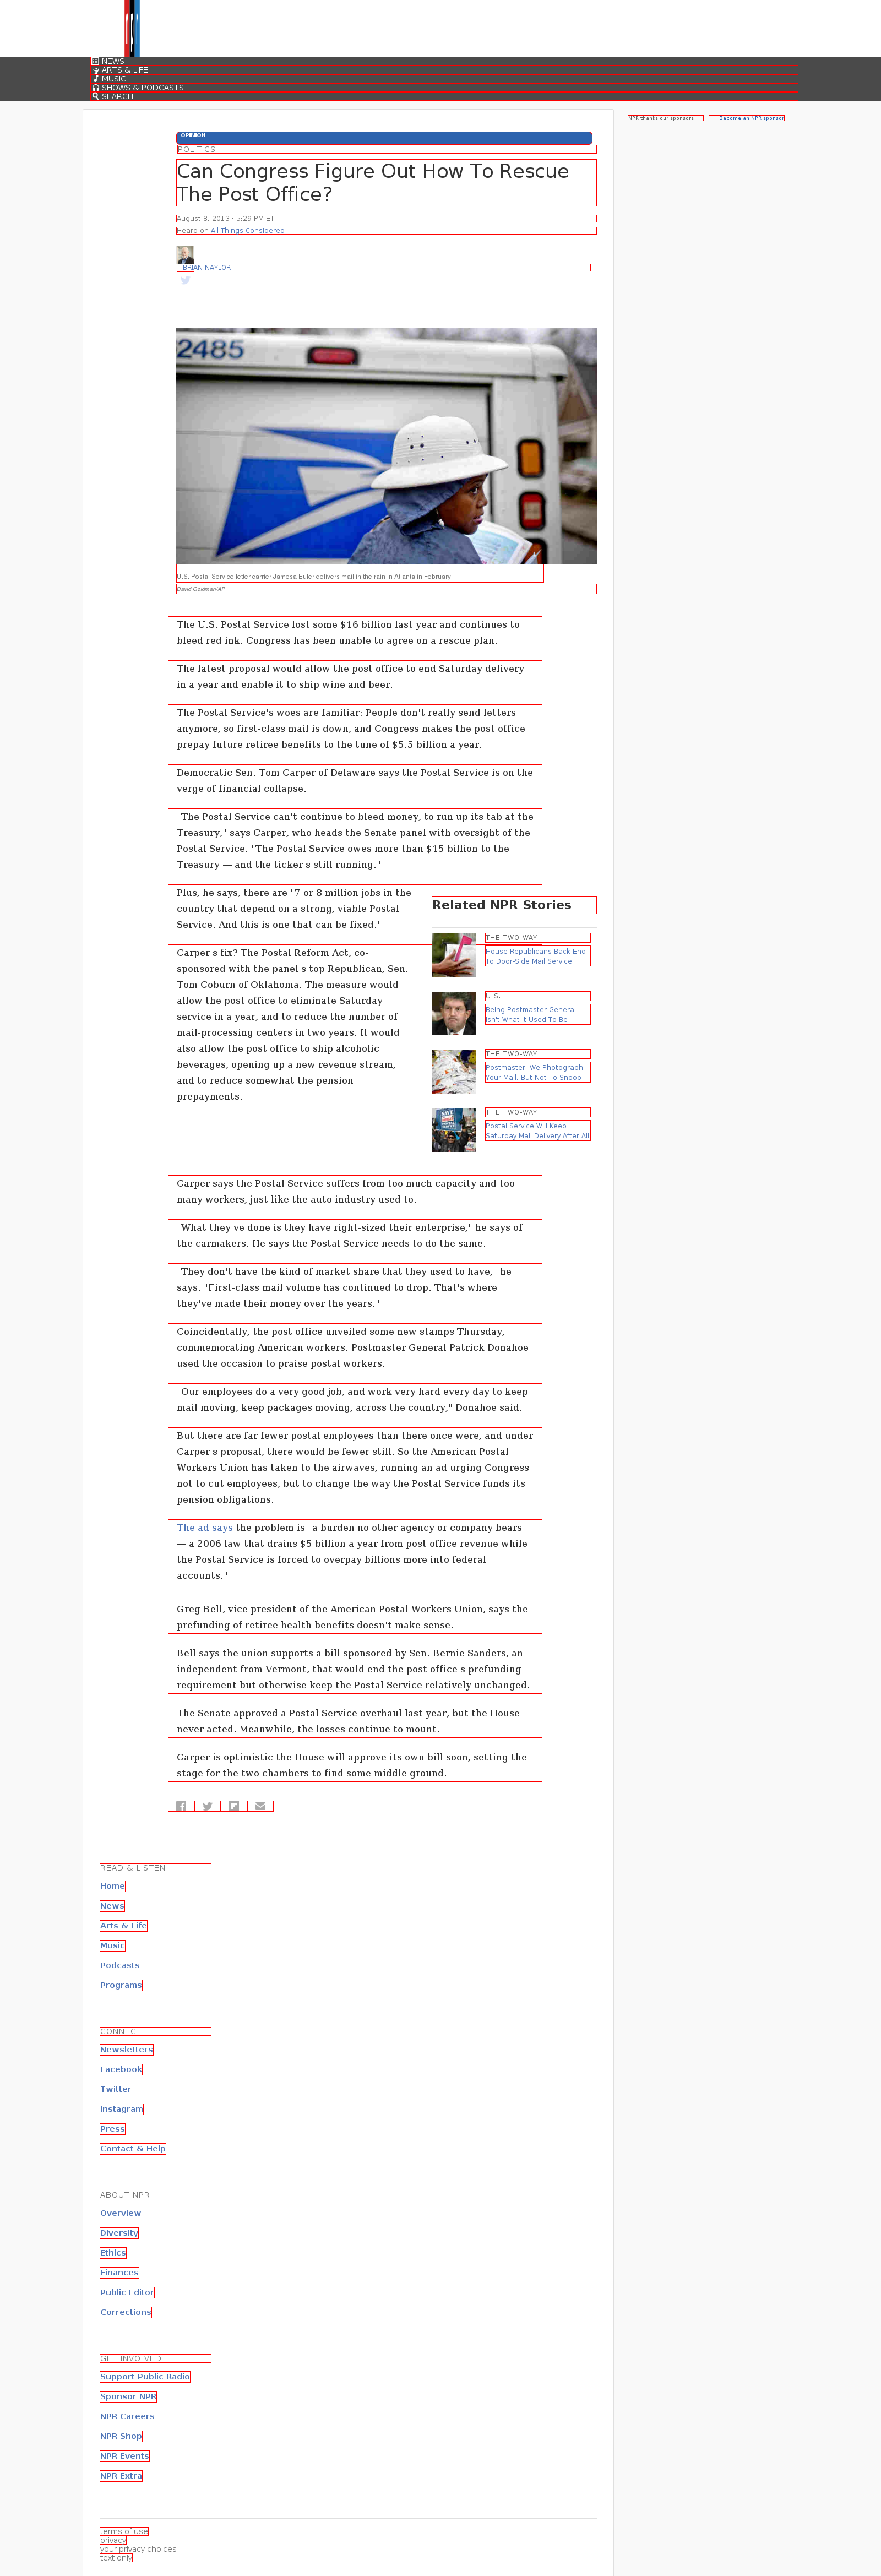 NEWS
ARTS & LIFE
MUSIC
SHOWS & PODCASTS
SEARCH
NPR thanks our sponsors
Become an NPR sponsor
OPINION
POLITICS
Can Congress Figure Out How To Rescue
The Post Office?
August 8, 2013 · 5:29 PM ET
Heard on All Things Considered
BRIAN NAYLOR
2485
U.S. Postal Service letter carrier Jamesa Euler delivers mail in the rain in Atlanta in February.
David Goldman/AP
The U.S. Postal Service lost some $16 billion last year and continues to
bleed red ink. Congress has been unable to agree on a rescue plan.
The latest proposal would allow the post office to end Saturday delivery
in a year and enable it to ship wine and beer.
The Postal Service's woes are familiar: People don't really send letters
anymore, so first-class mail is down, and Congress makes the post office
prepay future retiree benefits to the tune of $5.5 billion a year.
Democratic Sen. Tom Carper of Delaware says the Postal Service is on the
verge of financial collapse.
"The Postal Service can't continue to bleed money, to run up its tab at the
Treasury," says Carper, who heads the Senate panel with oversight of the
Postal Service. "The Postal Service owes more than $15 billion to the
Treasury — and the ticker's still running."
Plus, he says, there are "7 or 8 million jobs in the
country that depend on a strong, viable Postal
Service. And this is one that can be fixed."
Carper's fix? The Postal Reform Act, co-
sponsored with the panel's top Republican, Sen.
Tom Coburn of Oklahoma. The measure would
allow the post office to eliminate Saturday
service in a year, and to reduce the number of
mail-processing centers in two years. It would
also allow the post office to ship alcoholic
beverages, opening up a new revenue stream,
and to reduce somewhat the pension
prepayments.
Related NPR Stories
THE TWO-WAY
House Republicans Back End
To Door-Side Mail Service
U.S.
Being Postmaster General
Isn't What It Used To Be
THE TWO-WAY
Postmaster: We Photograph
Your Mail, But Not To Snoop
THE TWO-WAY
Postal Service Will Keep
Saturday Mail Delivery After All
Carper says the Postal Service suffers from too much capacity and too
many workers, just like the auto industry used to.
"What they've done is they have right-sized their enterprise," he says of
the carmakers. He says the Postal Service needs to do the same.
"They don't have the kind of market share that they used to have," he
says. "First-class mail volume has continued to drop. That's where
they've made their money over the years."
Coincidentally, the post office unveiled some new stamps Thursday,
commemorating American workers. Postmaster General Patrick Donahoe
used the occasion to praise postal workers.
"Our employees do a very good job, and work very hard every day to keep
mail moving, keep packages moving, across the country," Donahoe said.
But there are far fewer postal employees than there once were, and under
Carper's proposal, there would be fewer still. So the American Postal
Workers Union has taken to the airwaves, running an ad urging Congress
not to cut employees, but to change the way the Postal Service funds its
pension obligations.
The ad says the problem is "a burden no other agency or company bears
— a 2006 law that drains $5 billion a year from post office revenue while
the Postal Service is forced to overpay billions more into federal
accounts."
Greg Bell, vice president of the American Postal Workers Union, says the
prefunding of retiree health benefits doesn't make sense.
Bell says the union supports a bill sponsored by Sen. Bernie Sanders, an
independent from Vermont, that would end the post office's prefunding
requirement but otherwise keep the Postal Service relatively unchanged.
The Senate approved a Postal Service overhaul last year, but the House
never acted. Meanwhile, the losses continue to mount.
Carper is optimistic the House will approve its own bill soon, setting the
stage for the two chambers to find some middle ground.
READ & LISTEN
Home
News
Arts & Life
Music
Podcasts
Programs
CONNECT
Newsletters
Facebook
Twitter
Instagram
Press
Contact & Help
ABOUT NPR
Overview
Diversity
Ethics
Finances
Public Editor
Corrections
GET INVOLVED
Support Public Radio
Sponsor NPR
NPR Careers
NPR Shop
NPR Events
NPR Extra
terms of use
privacy
your privacy choices
text only